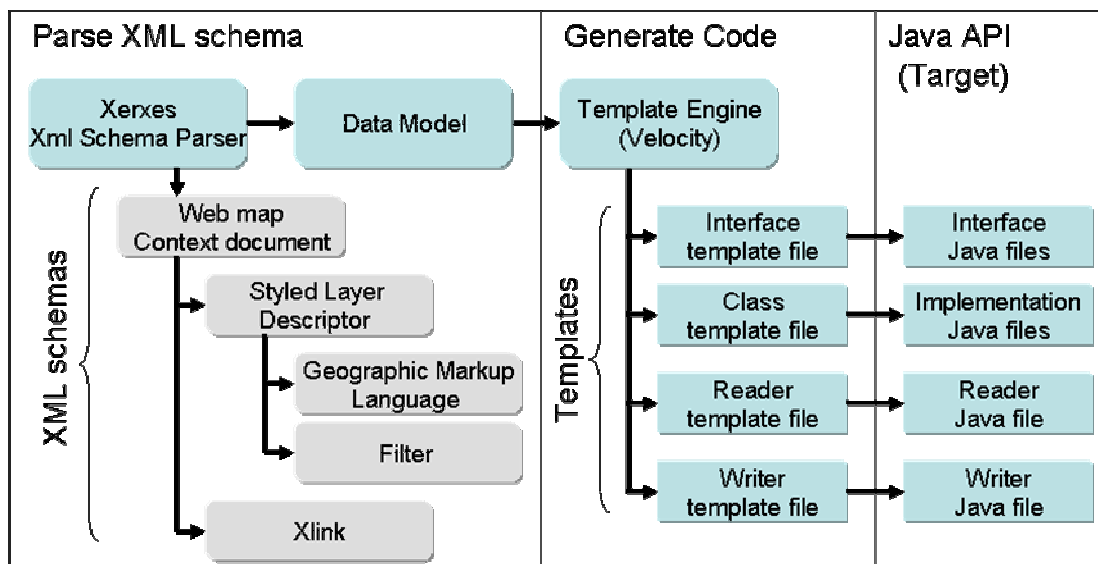 Parse XML schema
Generate Code
Java API
(Target)
Xerxes
Xml Schema Parser
Data Model
Template Engine
(Velocity)
XML schemas
Web map
Context document
Styled Layer
Descriptor
Geographic Markup
Language
Filter
Xlink
Templates
Interface
template file
Interface
Java files
Class
template file
Implementation
Java files
Reader
template file
Reader
Java file
Writer
template file
Writer
Java file